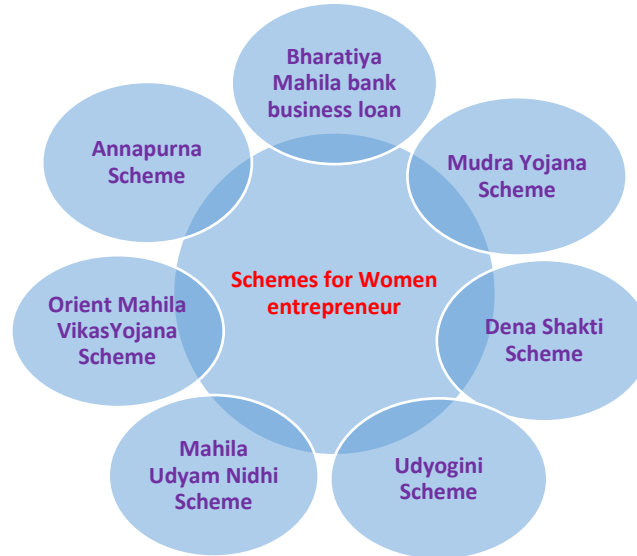 Bharatiya
Mahila bank
business loan
Mudra Yojana
Scheme
Dena Shakti
Scheme
Udyogini
Scheme
Mahila
Udyam Nidhi
Scheme
Orient Mahila
VikasYojana
Scheme
Annapurna
Scheme
Schemes for Women
entrepreneur